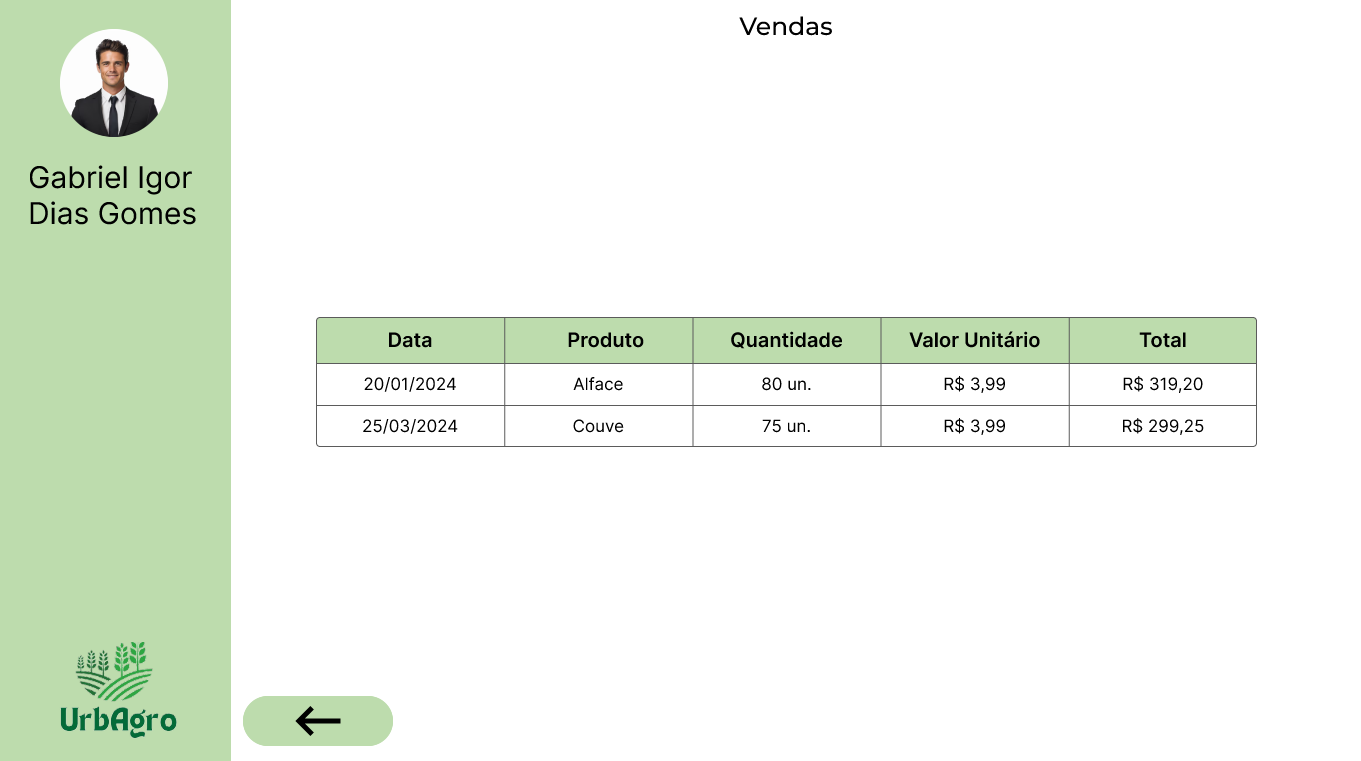 Vendas
Gabriel Igor
Dias Gomes
Data Produto Quantidade Valor Unitário Total
20/01/2024 Alface 80 un. R$ 3,99 R$ 319,20
25/03/2024 Couve 75 un. R$ 3,99 R$ 299,25
UrbAgro